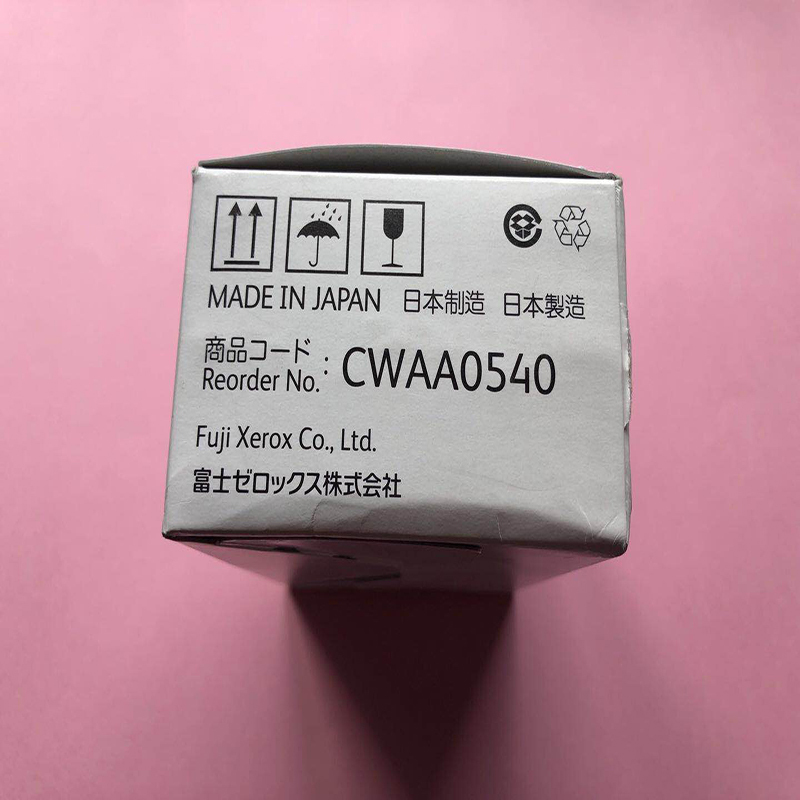 MADE IN JAPAN 日本制造 日本製造
商品コード
Reorder No. : CWAA0540
Fuji Xerox Co., Ltd.
富士ゼロックス株式会社